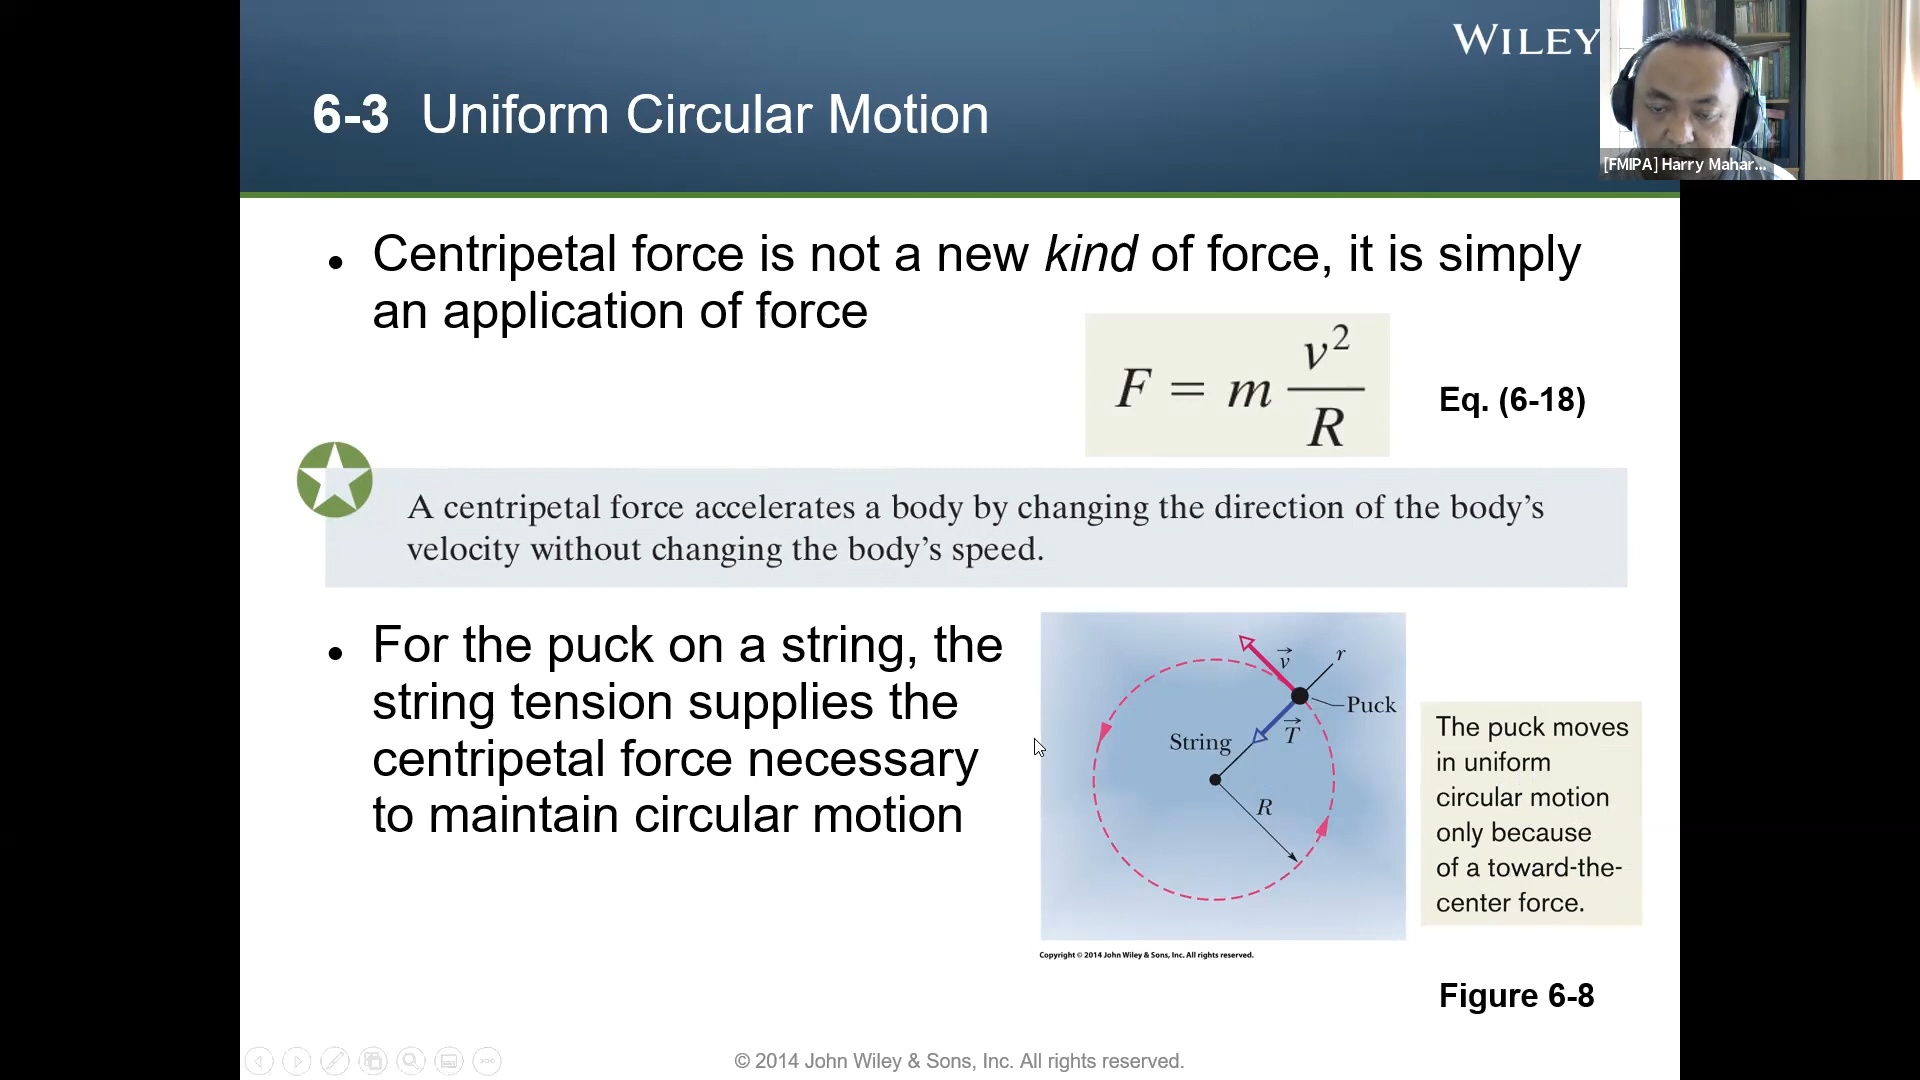 WILEY
[FMIPA] Harry Mahar...
6-3 Uniform Circular Motion
• Centripetal force is not a new kind of force, it is simply
an application of force
F = m v²/R
Eq. (6-18)
A centripetal force accelerates a body by changing the direction of the body’s
velocity without changing the body’s speed.
• For the puck on a string, the
string tension supplies the
centripetal force necessary
to maintain circular motion
v
r
Puck
String
T
R
The puck moves
in uniform
circular motion
only because
of a toward-the-
center force.
Copyright © 2014 John Wiley & Sons, Inc. All rights reserved.
Figure 6-8
© 2014 John Wiley & Sons, Inc. All rights reserved.